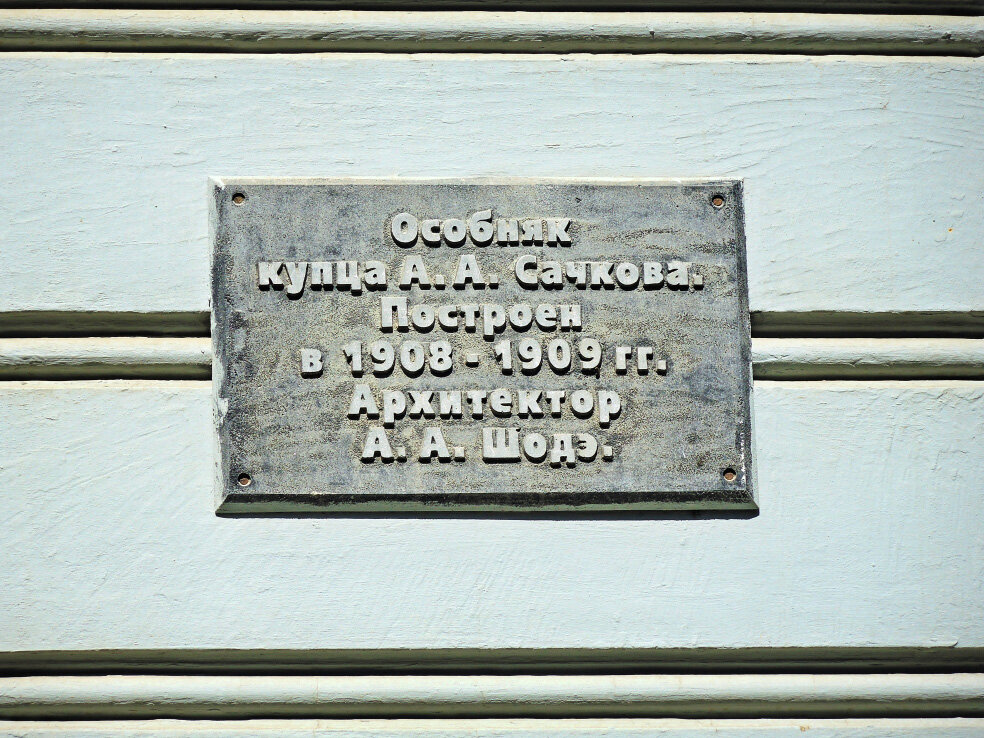 Особняк
купца А. А. Сачкова.
Построен
в 1908 - 1909 гг.
Архитектор
А. А. Шодэ.